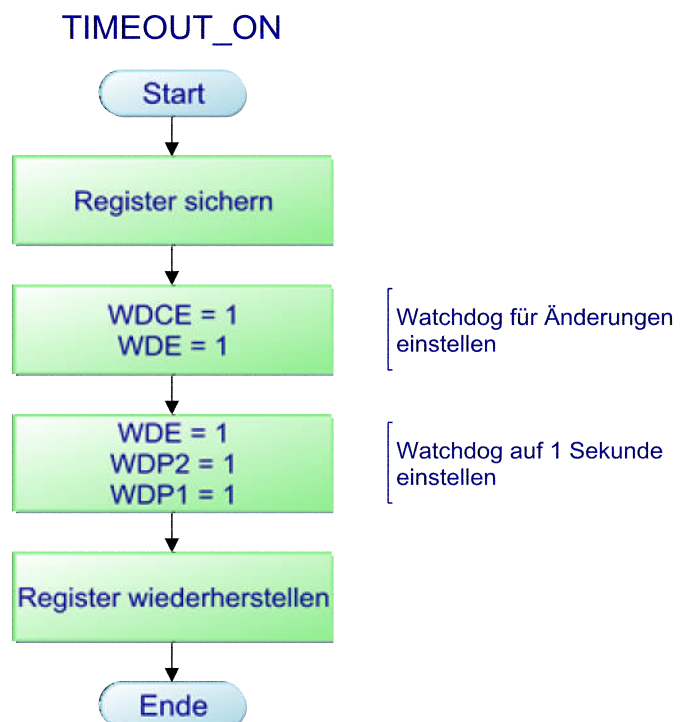 TIMEOUT_ON
Start
Register sichern
WDCE = 1
WDE = 1
Watchdog für Änderungen
einstellen
WDE = 1
WDP2 = 1
WDP1 = 1
Watchdog auf 1 Sekunde
einstellen
Register wiederherstellen
Ende